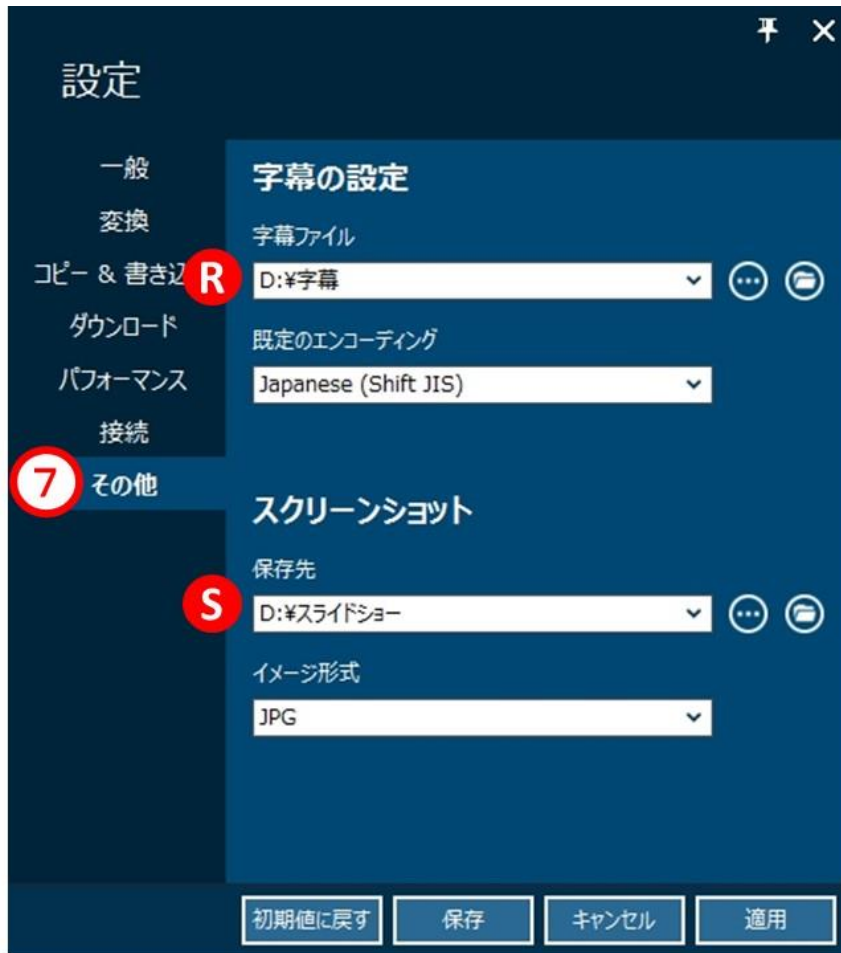 設定
一般
変換
コピー & 書き込
ダウンロード
パフォーマンス
接続
7 その他
字幕の設定
字幕ファイル
R D:¥字幕
既定のエンコーディング
Japanese (Shift JIS)
スクリーンショット
保存先
S D:¥スライドショー
イメージ形式
JPG
初期値に戻す 保存 キャンセル 適用